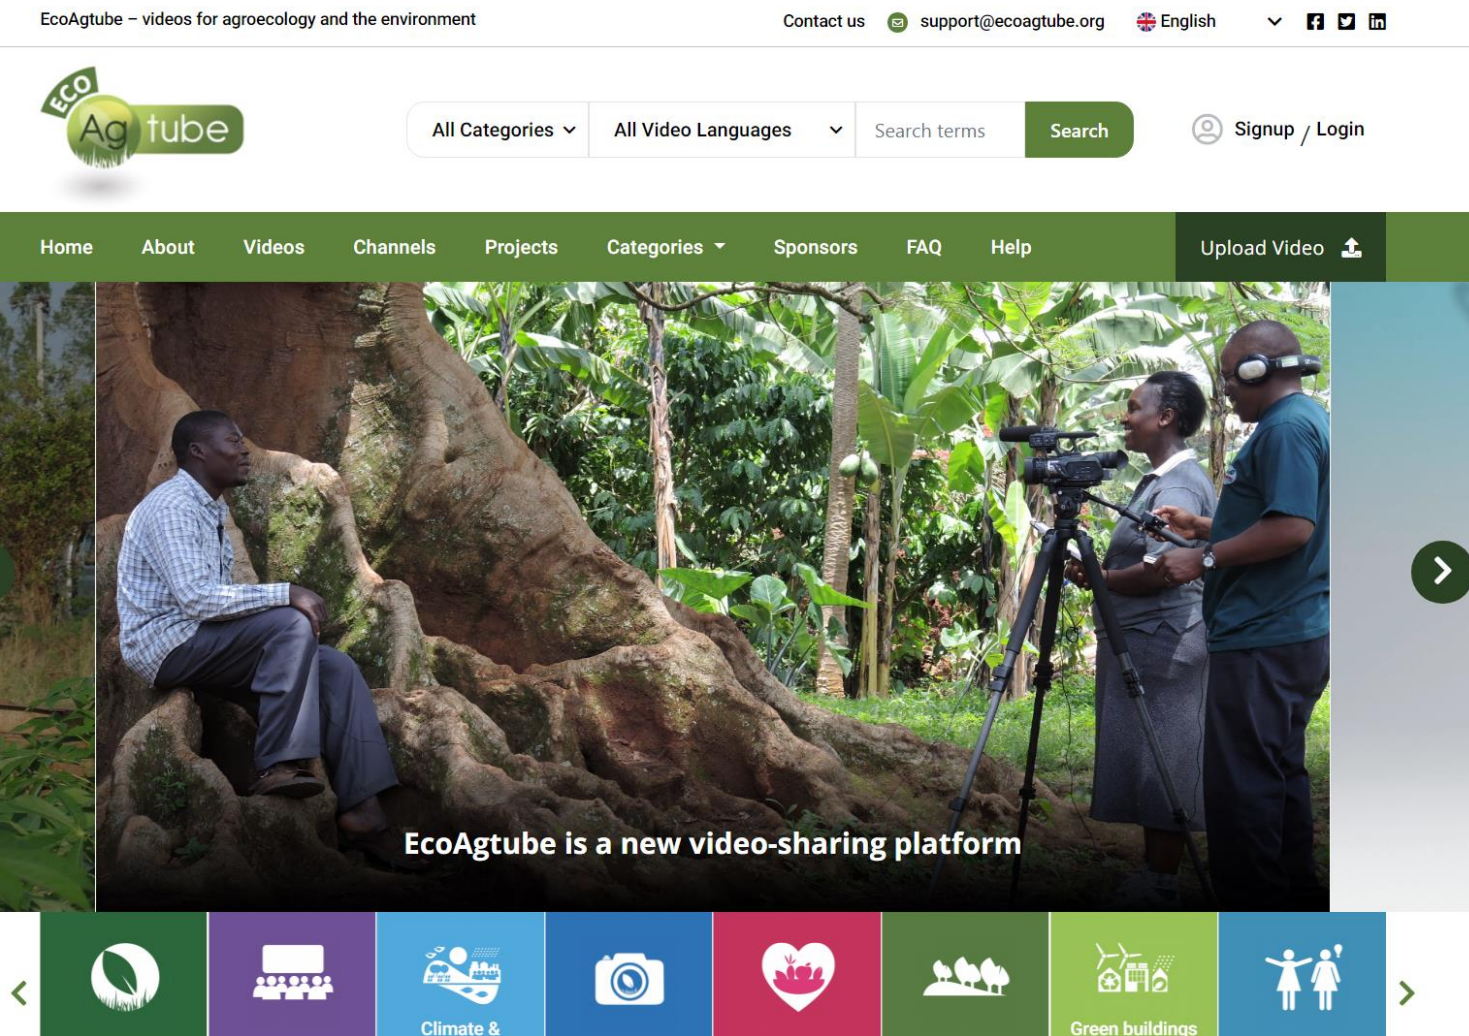 EcoAgtube – videos for agroecology and the environment
Contact us
support@ecoagtube.org
English
ECO
Ag tube
All Categories
All Video Languages
Search terms
Search
Signup / Login
Home
About
Videos
Channels
Projects
Categories
Sponsors
FAQ
Help
Upload Video
EcoAgtube is a new video-sharing platform
Climate &
Green buildings